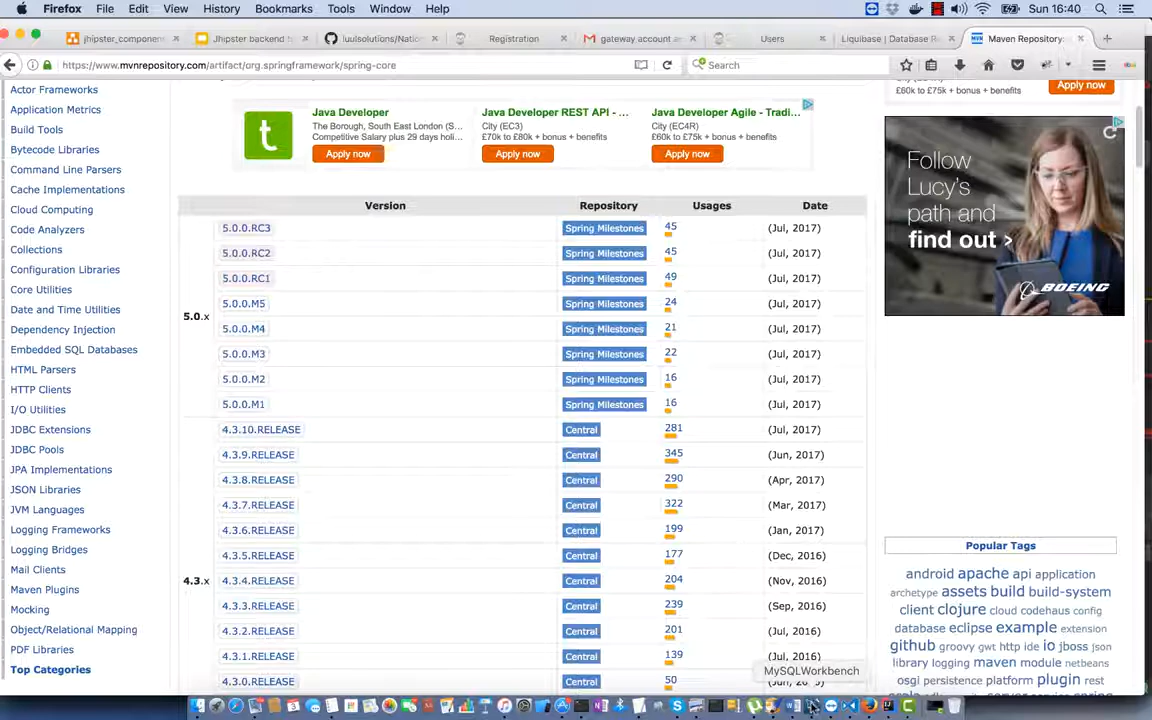 Firefox File Edit View History Bookmarks Tools Window Help Sun 16:40
jhipster_component Jhipster backend luulsolutions/Nation Registration gateway account Users Liquibase | Database R Maven Repository:
https://www.mvnrepository.com/artifact/org.springframework/spring-core Search
Actor Frameworks
Application Metrics
Build Tools
Bytecode Libraries
Command Line Parsers
Cache Implementations
Cloud Computing
Code Analyzers
Collections
Configuration Libraries
Core Utilities
Date and Time Utilities
Dependency Injection
Embedded SQL Databases
HTML Parsers
HTTP Clients
I/O Utilities
JDBC Extensions
JDBC Pools
JPA Implementations
JSON Libraries
JVM Languages
Logging Frameworks
Logging Bridges
Mail Clients
Maven Plugins
Mocking
Object/Relational Mapping
PDF Libraries
Top Categories
Java Developer
The Borough, South East London (S...
Competitive Salary plus 29 days holi...
Apply now
Java Developer REST API - ...
City (EC3)
£70k to £80k + bonus + benefits
Apply now
Java Developer Agile - Tradi...
City (EC4R)
£60k to £75k + bonus + benefits
Apply now
Version Repository Usages Date
5.0.x
5.0.0.RC3 Spring Milestones 45 (Jul, 2017)
5.0.0.RC2 Spring Milestones 45 (Jul, 2017)
5.0.0.RC1 Spring Milestones 49 (Jul, 2017)
5.0.0.M5 Spring Milestones 24 (Jul, 2017)
5.0.0.M4 Spring Milestones 21 (Jul, 2017)
5.0.0.M3 Spring Milestones 22 (Jul, 2017)
5.0.0.M2 Spring Milestones 16 (Jul, 2017)
5.0.0.M1 Spring Milestones 16 (Jul, 2017)
4.3.x
4.3.10.RELEASE Central 281 (Jul, 2017)
4.3.9.RELEASE Central 345 (Jun, 2017)
4.3.8.RELEASE Central 290 (Apr, 2017)
4.3.7.RELEASE Central 322 (Mar, 2017)
4.3.6.RELEASE Central 199 (Jan, 2017)
4.3.5.RELEASE Central 177 (Dec, 2016)
4.3.4.RELEASE Central 204 (Nov, 2016)
4.3.3.RELEASE Central 239 (Sep, 2016)
4.3.2.RELEASE Central 201 (Jul, 2016)
4.3.1.RELEASE Central 139 (Jul, 2016)
4.3.0.RELEASE Central 50
MySQLWorkbench
£60k to £75k + bonus + benefits
Apply now
Follow
Lucy's
path and
find out >
BOEING
Popular Tags
android apache api application
archetype assets build build-system
client clojure cloud codehaus config
database eclipse example extension
github groovy gwt http ide io jboss json
library logging maven module netbeans
osgi persistence platform plugin rest